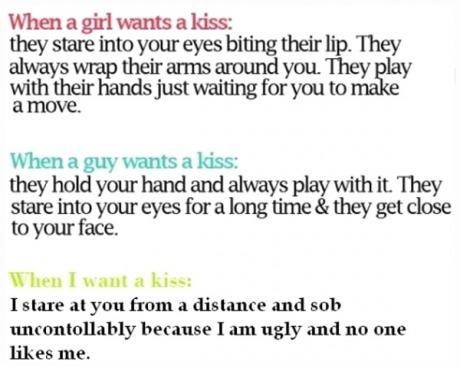 When a girl wants a kiss:
they stare into your eyes biting their lip. They
always wrap their arms around you. They play
with their hands just waiting for you to make
a move.
When a guy wants a kiss:
they hold your hand and always play with it. They
stare into your eyes for a long time & they get close
to your face.
When I want a kiss:
I stare at you from a distance and sob
uncontollably because I am ugly and no one
likes me.